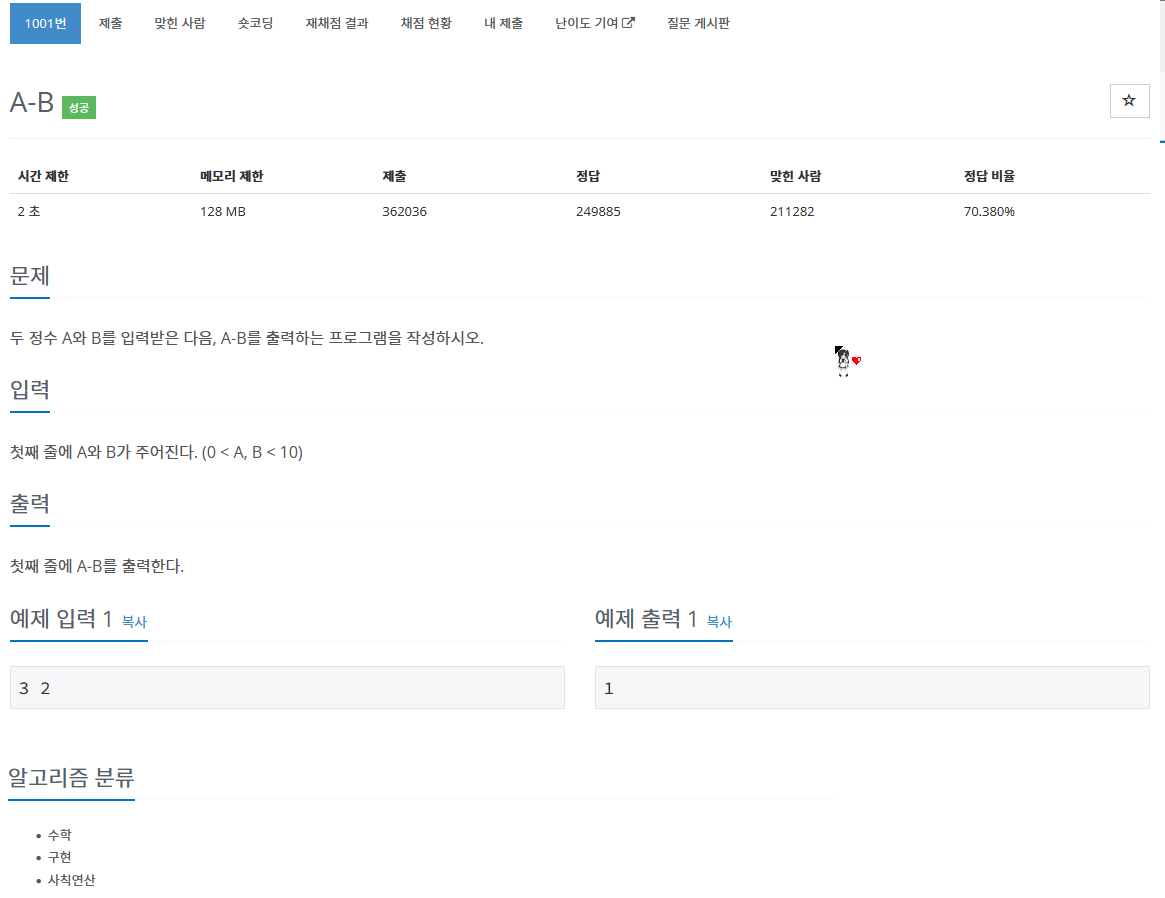 1001번 제출 맞힌 사람 숏코딩 재채점 결과 채점 현황 내 제출 난이도 기여 질문 게시판
A-B 성공
시간 제한 메모리 제한 제출 정답 맞힌 사람 정답 비율
2 초 128 MB 362036 249885 211282 70.380%
문제
두 정수 A와 B를 입력받은 다음, A-B를 출력하는 프로그램을 작성하시오.
입력
첫째 줄에 A와 B가 주어진다. (0 < A, B < 10)
출력
첫째 줄에 A-B를 출력한다.
예제 입력 1 복사
3 2
예제 출력 1 복사
1
알고리즘 분류
• 수학
• 구현
• 사칙연산